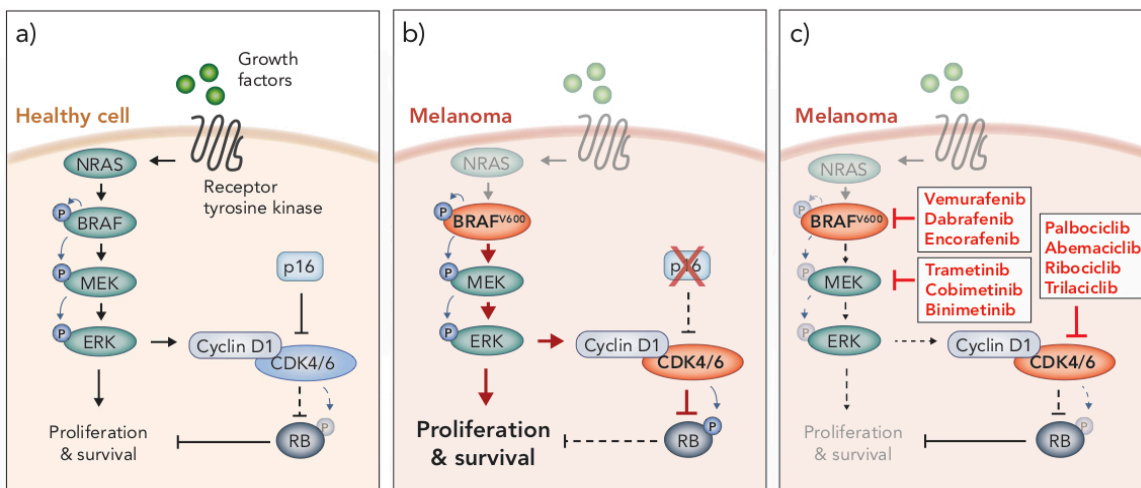 a)
Growth
factors
Healthy cell
NRAS
Receptor
tyrosine kinase
P
BRAF
P
MEK
p16
P
ERK
Cyclin D1
CDK4/6
P
Proliferation
& survival
RB
b)
Melanoma
NRAS
P
BRAFV600
p16
P
MEK
P
ERK
Cyclin D1
CDK4/6
Proliferation
& survival
RB
P
c)
Melanoma
NRAS
P
BRAFV600
Vemurafenib
Dabrafenib
Encorafenib
Palbociclib
Abemaciclib
Ribociclib
Trilaciclib
P
MEK
Trametinib
Cobimetinib
Binimetinib
P
ERK
Cyclin D1
CDK4/6
P
Proliferation
& survival
RB